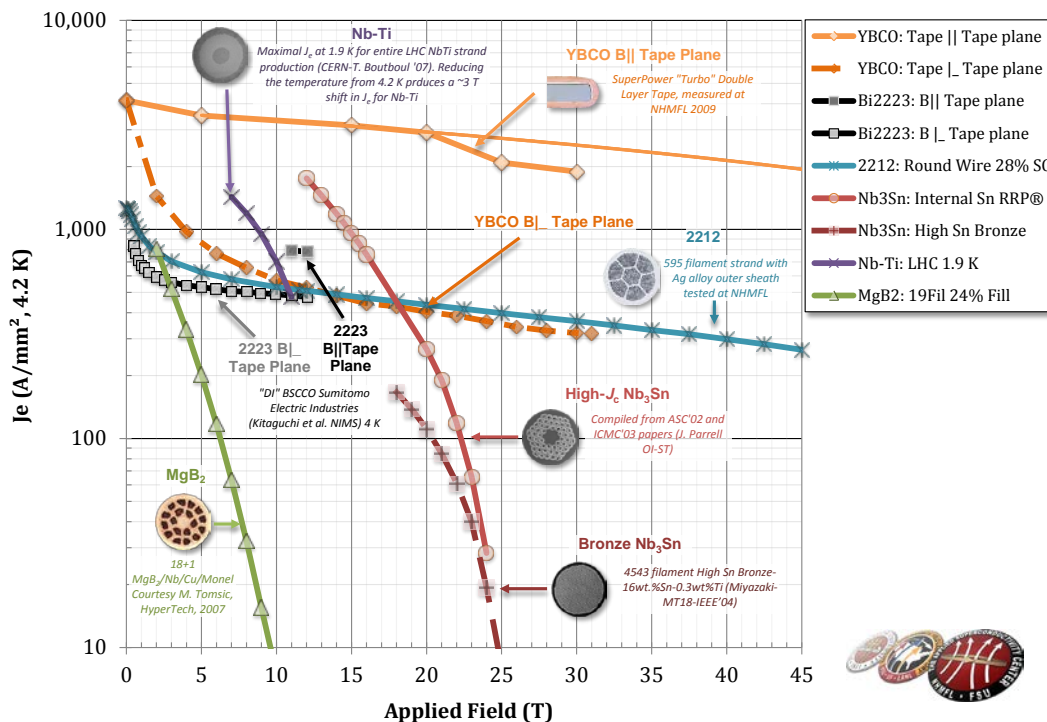 10,000
1,000
100
10
Je (A/mm², 4.2 K)
0
5
10
15
20
25
30
35
40
45
Applied Field (T)
Nb-Ti
Maximal Je at 1.9 K for entire LHC NbTi strand
production (CERN-T. Boutboul '07). Reducing
the temperature from 4.2 K prduces a ~3 T
shift in Je for Nb-Ti
YBCO B|| Tape Plane
SuperPower "Turbo" Double
Layer Tape, measured at
NHMFL 2009
YBCO B|_ Tape Plane
2212
595 filament strand with
Ag alloy outer sheath
tested at NHMFL
2223 B|_
Tape Plane
2223
B||Tape
Plane
"DI" BSCCO Sumitomo
Electric Industries
(Kitaguchi et al. NIMS) 4 K
High-Jc Nb3Sn
Compiled from ASC'02 and
ICMC'03 papers (J. Parrell
OI-ST)
MgB2
18+1
MgB2/Nb/Cu/Monel
Courtesy M. Tomsic,
HyperTech, 2007
Bronze Nb3Sn
4543 filament High Sn Bronze-
16wt.%Sn-0.3wt%Ti (Miyazaki-
MT18-IEEE'04)
YBCO: Tape || Tape plane
YBCO: Tape |_ Tape plane
Bi2223: B|| Tape plane
Bi2223: B |_ Tape plane
2212: Round Wire 28% SC
Nb3Sn: Internal Sn RRP®
Nb3Sn: High Sn Bronze
Nb-Ti: LHC 1.9 K
MgB2: 19Fil 24% Fill
NHMFL
FSU